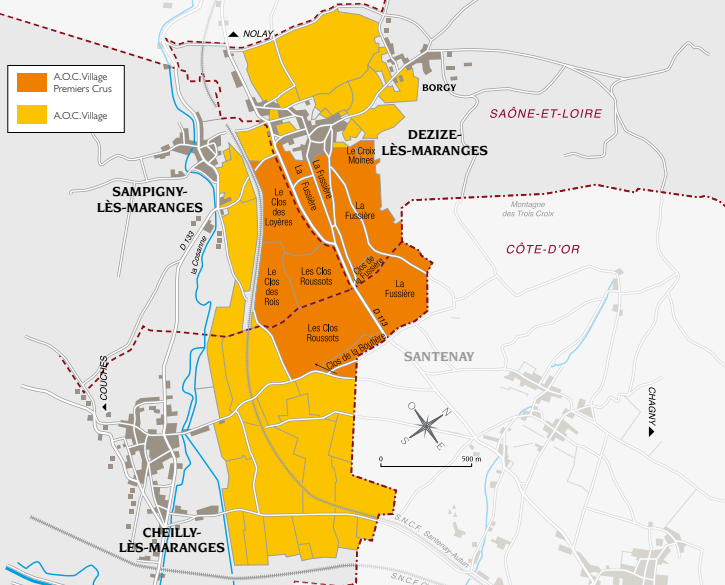 NOLAY
A.O.C.Village
Premiers Crus
A.O.C.Village
BORGY
SAÔNE-ET-LOIRE
DEZIZE-
LÈS-MARANGES
Le Croix
Moines
SAMPIGNY-
LÈS-MARANGES
La
Fussière
La Fussière
Le
Clos
des
Loyères
La
Fussière
Montagne
des Trois Croix
CÔTE-D'OR
D 133
la Cosanne
Le
Clos
des
Rois
Les Clos
Roussots
Clos de
la Fussière
La
Fussière
D 113
Les Clos
Roussots
Clos de la Boutière
SANTENAY
COUCHES
CHAGNY
O
N
S
E
0
500 m
CHEILLY-
LÈS-MARANGES
S.N.C.F. Santenay-Autun
S.N.C.F.